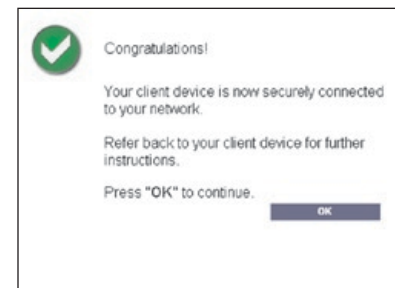 Congratulations!
Your client device is now securely connected
to your network.
Refer back to your client device for further
instructions.
Press "OK" to continue.
OK